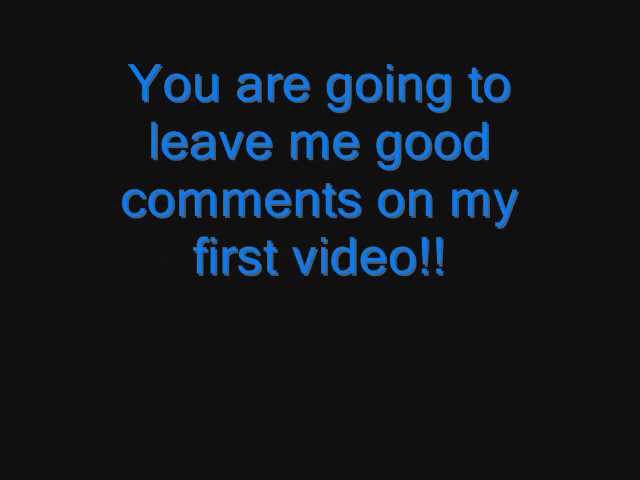 You are going to
leave me good
comments on my
first video!!